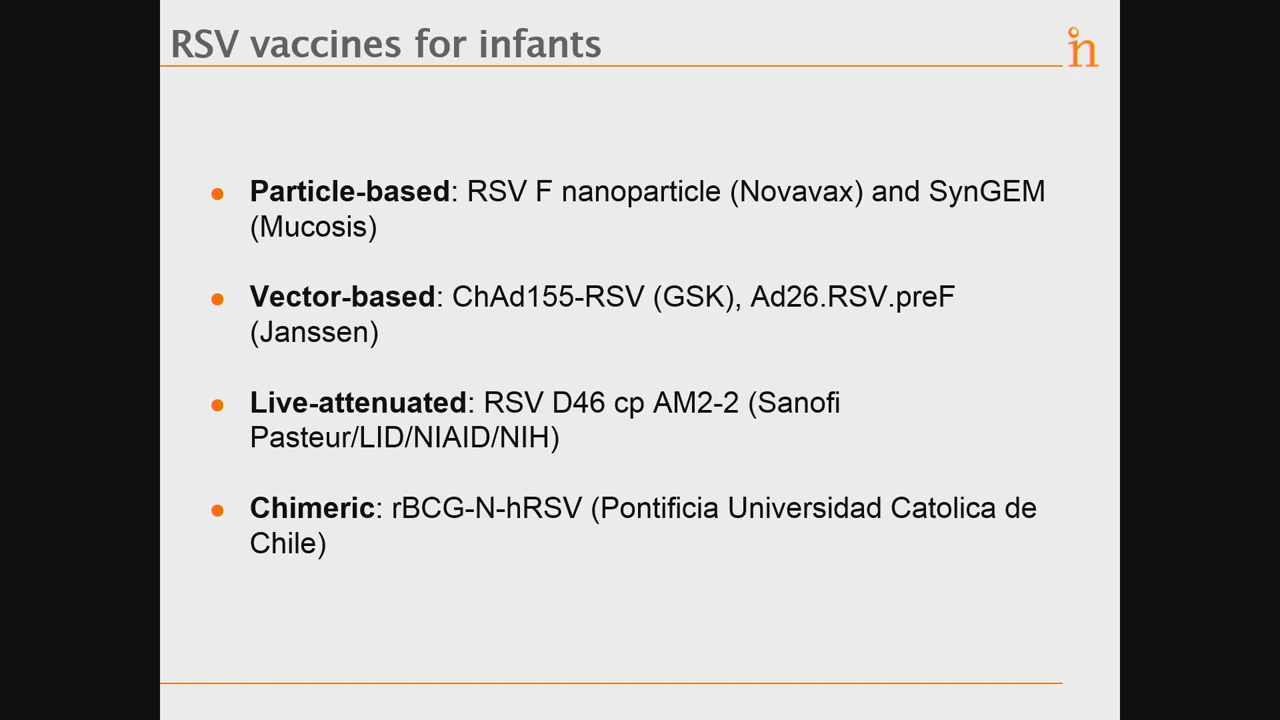 RSV vaccines for infants
in
Particle-based: RSV F nanoparticle (Novavax) and SynGEM
(Mucosis)
Vector-based: ChAd155-RSV (GSK), Ad26.RSV.preF
(Janssen)
Live-attenuated: RSV D46 cp AM2-2 (Sanofi
Pasteur/LID/NIAID/NIH)
Chimeric: rBCG-N-hRSV (Pontificia Universidad Catolica de
Chile)